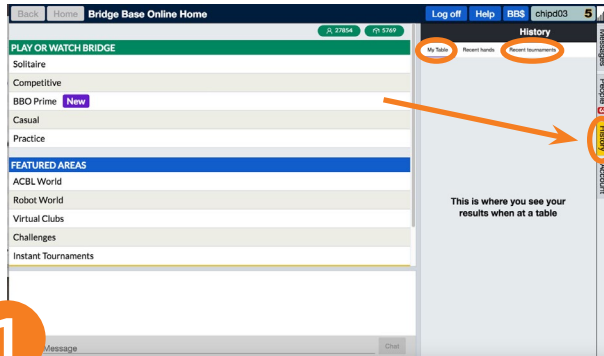 Back Home Bridge Base Online Home Log off Help BB$ chipd03 5
27854 5769
History
PLAY OR WATCH BRIDGE
My Table Recent hands Recent tournaments
Solitaire
Competitive
BBO Prime New
Casual
Practice
FEATURED AREAS
ACBL World
Robot World
Virtual Clubs
Challenges
Instant Tournaments
This is where you see your
results when at a table
Messages
People
History
Account
1
Message Chat